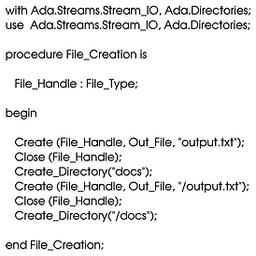 with Ada.Streams.Stream_IO, Ada.Directories;
use  Ada.Streams.Stream_IO, Ada.Directories;
procedure File_Creation is
File_Handle : File_Type;
begin
Create (File_Handle, Out_File, "output.txt");
Close (File_Handle);
Create_Directory("docs");
Create (File_Handle, Out_File, "/output.txt");
Close (File_Handle);
Create_Directory("/docs");
end File_Creation;